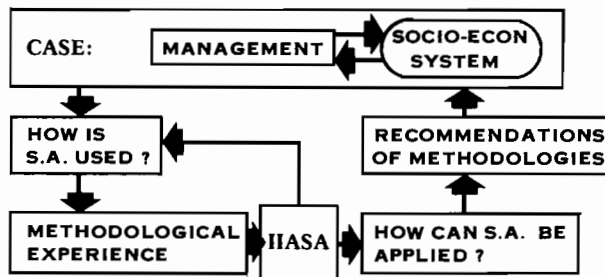 CASE:
MANAGEMENT
SOCIO-ECON
SYSTEM
HOW IS
S.A. USED ?
RECOMMENDATIONS
OF METHODOLOGIES
METHODOLOGICAL
EXPERIENCE
IIASA
HOW CAN S.A. BE
APPLIED ?